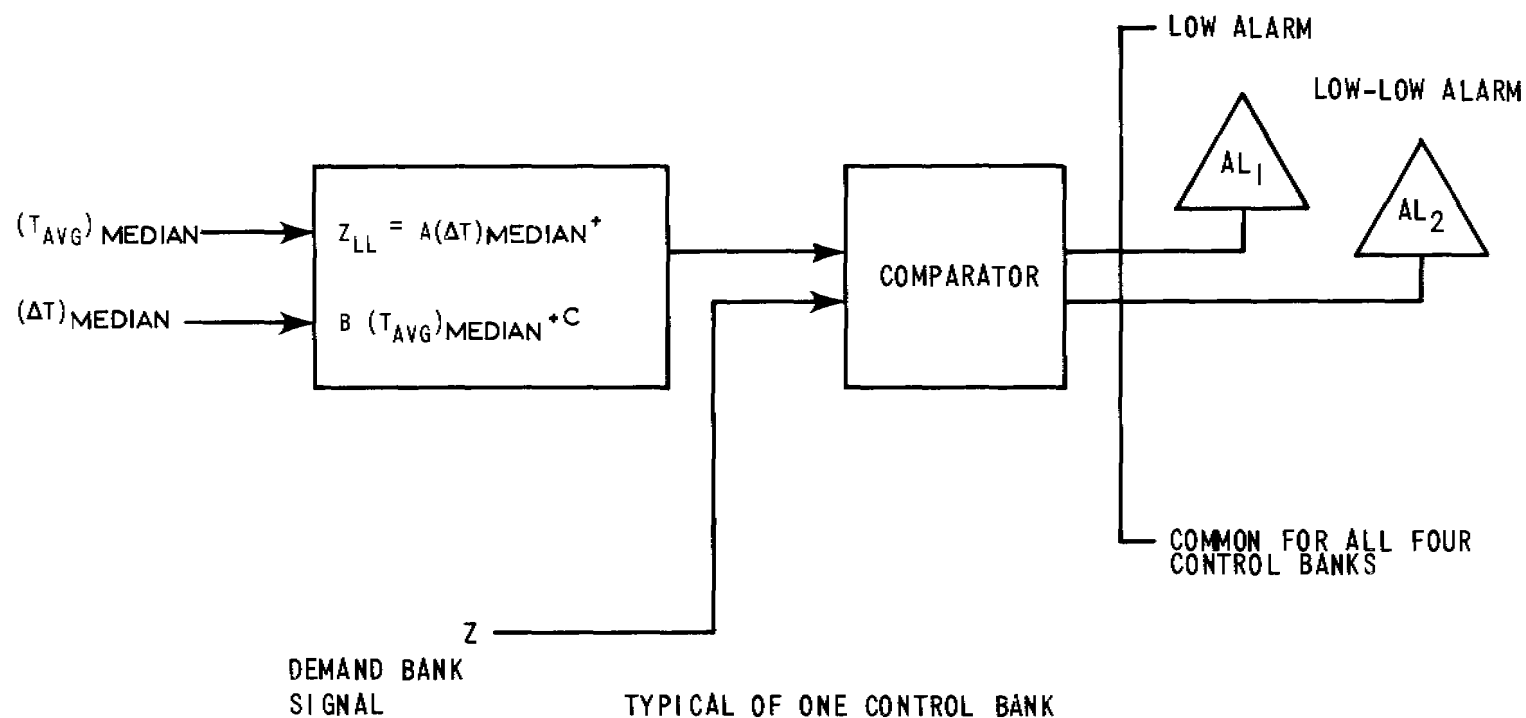 LOW ALARM
LOW-LOW ALARM
AL1
AL2
(TAVG) MEDIAN
ZLL = A(ΔT)MEDIAN+
COMPARATOR
(ΔT) MEDIAN
B (TAVG)MEDIAN+C
COMMON FOR ALL FOUR
CONTROL BANKS
Z
DEMAND BANK
SIGNAL
TYPICAL OF ONE CONTROL BANK